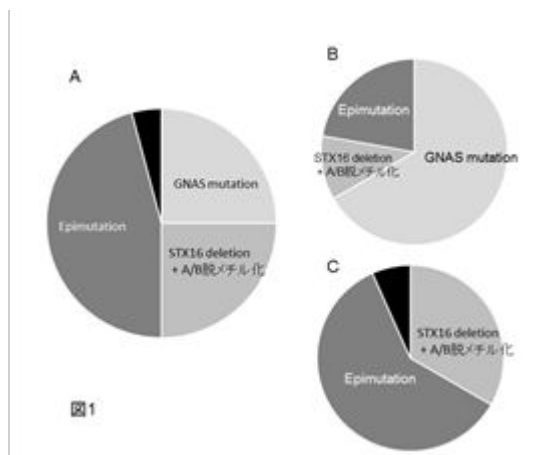 A
GNAS mutation
Epimutation
STX16 deletion
+ A/B脱メチル化
B
Epimutation
GNAS mutation
STX16 deletion
+ A/B脱メチル化
C
STX16 deletion
+ A/B脱メチル化
Epimutation
図1